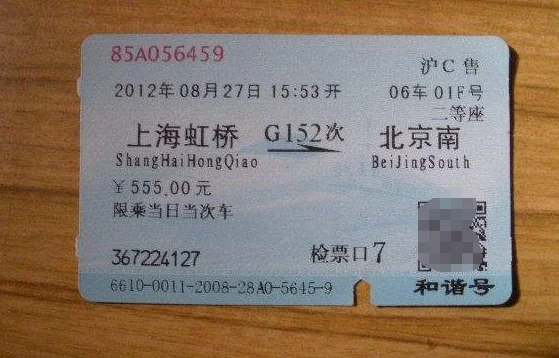 85A056459
沪C 售
2012年08月27日 15:53开
06车 01F号
二等座
上海虹桥 G152次 北京南
ShangHaiHongQiao BeiJingSouth
￥555.00元
限乘当日当次车
367224127 检票口7
6610-0011-2008-28A0-5645-9 和谐号